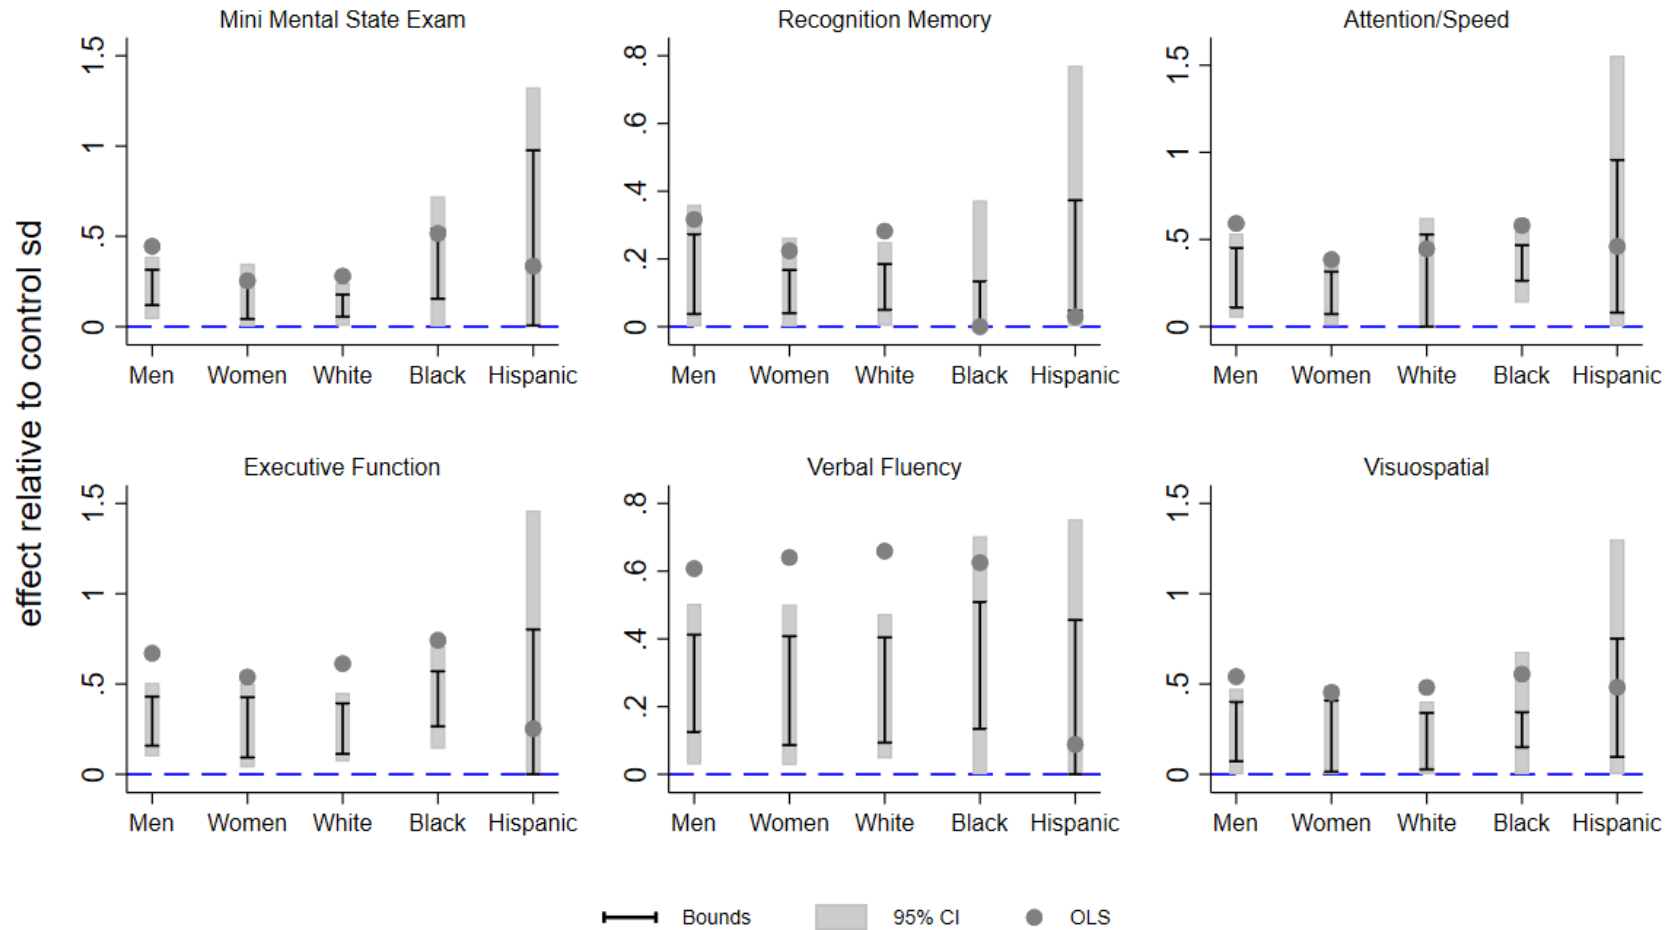 Mini Mental State Exam
Recognition Memory
Attention/Speed
effect relative to control sd
1.5
1
.5
0
Men Women White Black Hispanic
.8
.6
.4
.2
0
Men Women White Black Hispanic
1.5
1
.5
0
Men Women White Black Hispanic
Executive Function
Verbal Fluency
Visuospatial
1.5
1
.5
0
Men Women White Black Hispanic
.8
.6
.4
.2
0
Men Women White Black Hispanic
1.5
1
.5
0
Men Women White Black Hispanic
Bounds 95% CI OLS